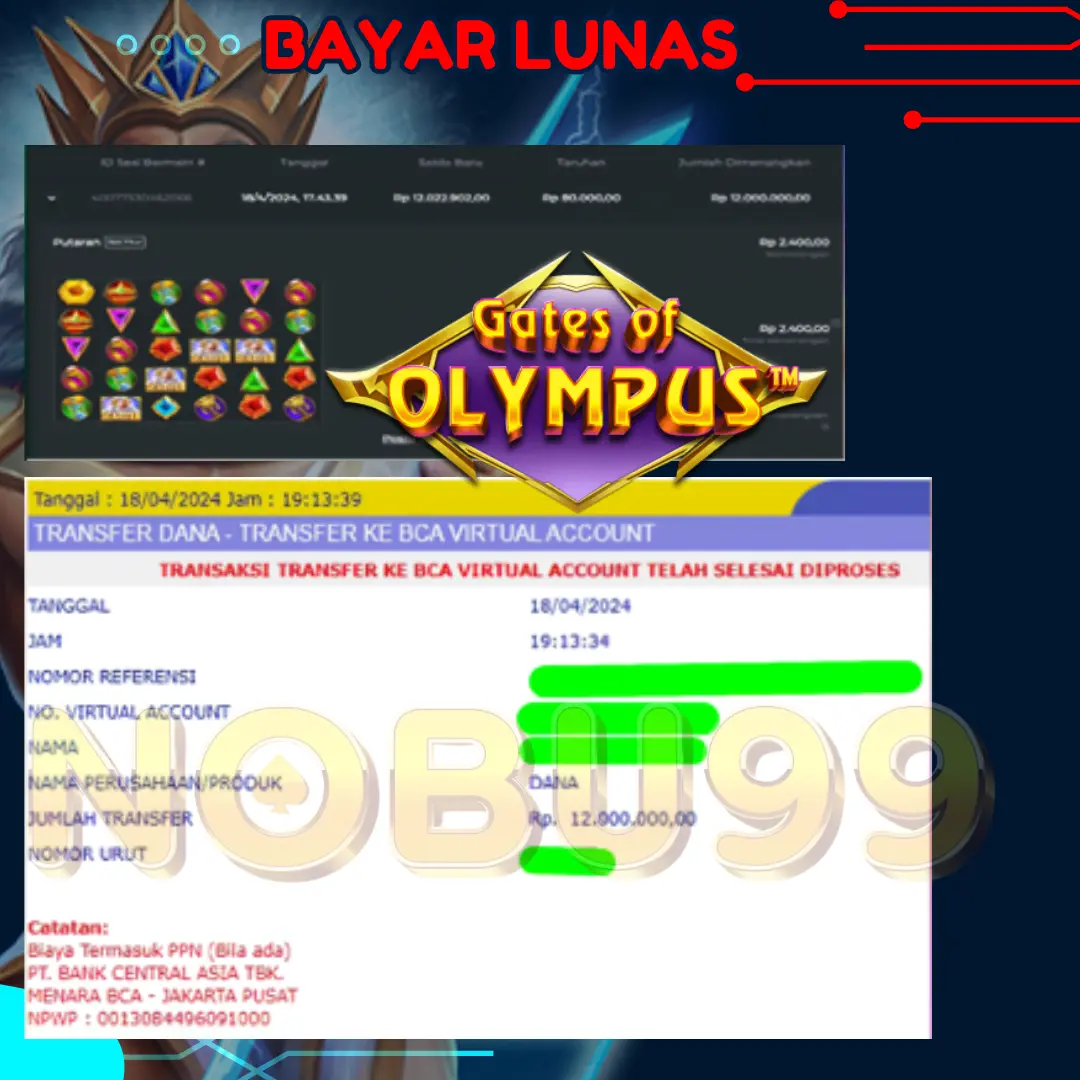 BAYAR LUNAS
ID Sesi Bermain # Tanggal Saldo Baru Taruhan Jumlah Dimenangkan
18/4/2024, 17.43.39 Rp 12.022.902,00 Rp 80.000,00 Rp 12.000.000,00
Putaran Rp 2.400,00
Gates of
Rp 2.400,00
OLYMPUS™
Tanggal : 18/04/2024 Jam : 19:13:39
TRANSFER DANA - TRANSFER KE BCA VIRTUAL ACCOUNT
TRANSAKSI TRANSFER KE BCA VIRTUAL ACCOUNT TELAH SELESAI DIPROSES
TANGGAL 18/04/2024
JAM 19:13:34
NOMOR REFERENSI
NO. VIRTUAL ACCOUNT
NAMA
NOBU99
NAMA PERUSAHAAN/PRODUK DANA
JUMLAH TRANSFER Rp. 12.000.000,00
NOMOR URUT
Catatan:
Biaya Termasuk PPN (Bila ada)
PT. BANK CENTRAL ASIA TBK.
MENARA BCA - JAKARTA PUSAT
NPWP : 0013084496091000